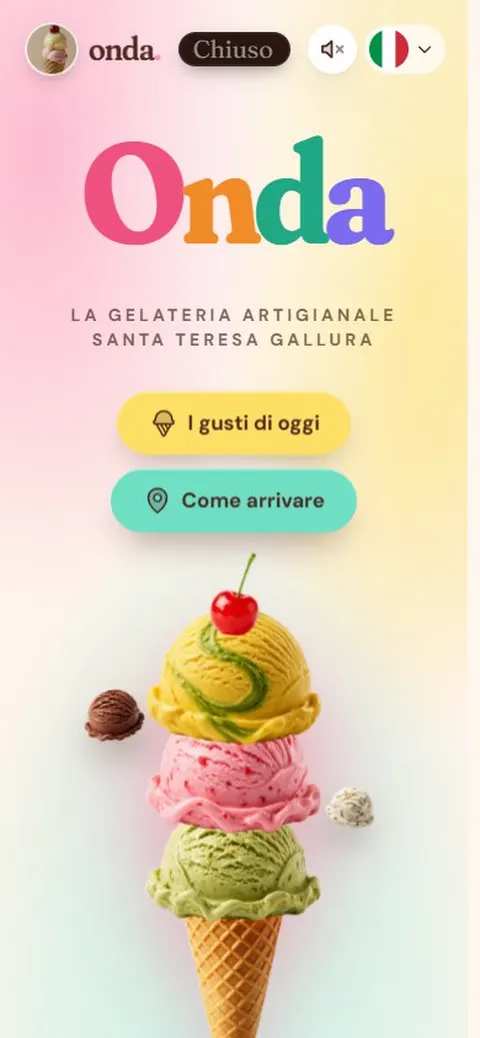 onda.
Chiuso
Onda
LA GELATERIA ARTIGIANALE
SANTA TERESA GALLURA
I gusti di oggi
Come arrivare